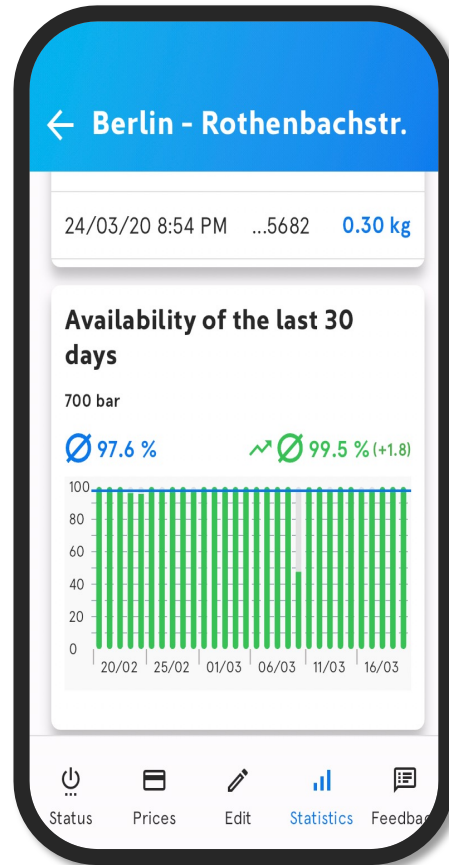 Berlin - Rothenbachstr.
24/03/20 8:54 PM ...5682 0.30 kg
Availability of the last 30
days
700 bar
Ø 97.6 % Ø 99.5 % (+1.8)
100
80
60
40
20
0
20/02 25/02 01/03 06/03 11/03 16/03
Status Prices Edit Statistics Feedbac